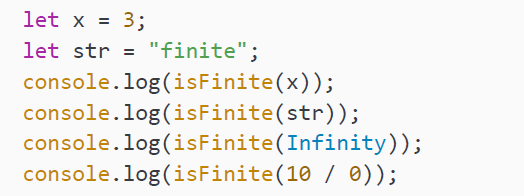 let x = 3;
let str = "finite";
console.log(isFinite(x));
console.log(isFinite(str));
console.log(isFinite(Infinity));
console.log(isFinite(10 / 0));